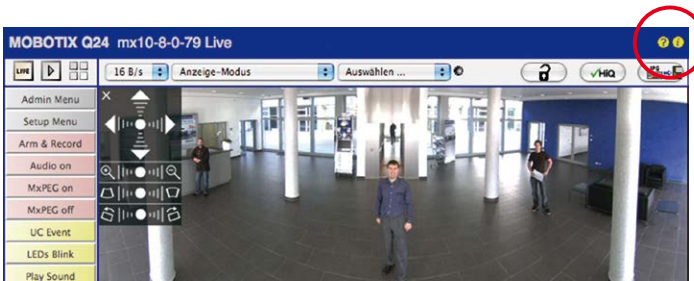 MOBOTIX Q24 mx10-8-0-79 Live
? i
LIVE 16 B/s Anzeige-Modus Auswählen ... ? √HiQ
Admin Menu
Setup Menu
Arm & Record
Audio on
MxPEG on
MxPEG off
UC Event
LEDs Blink
Play Sound